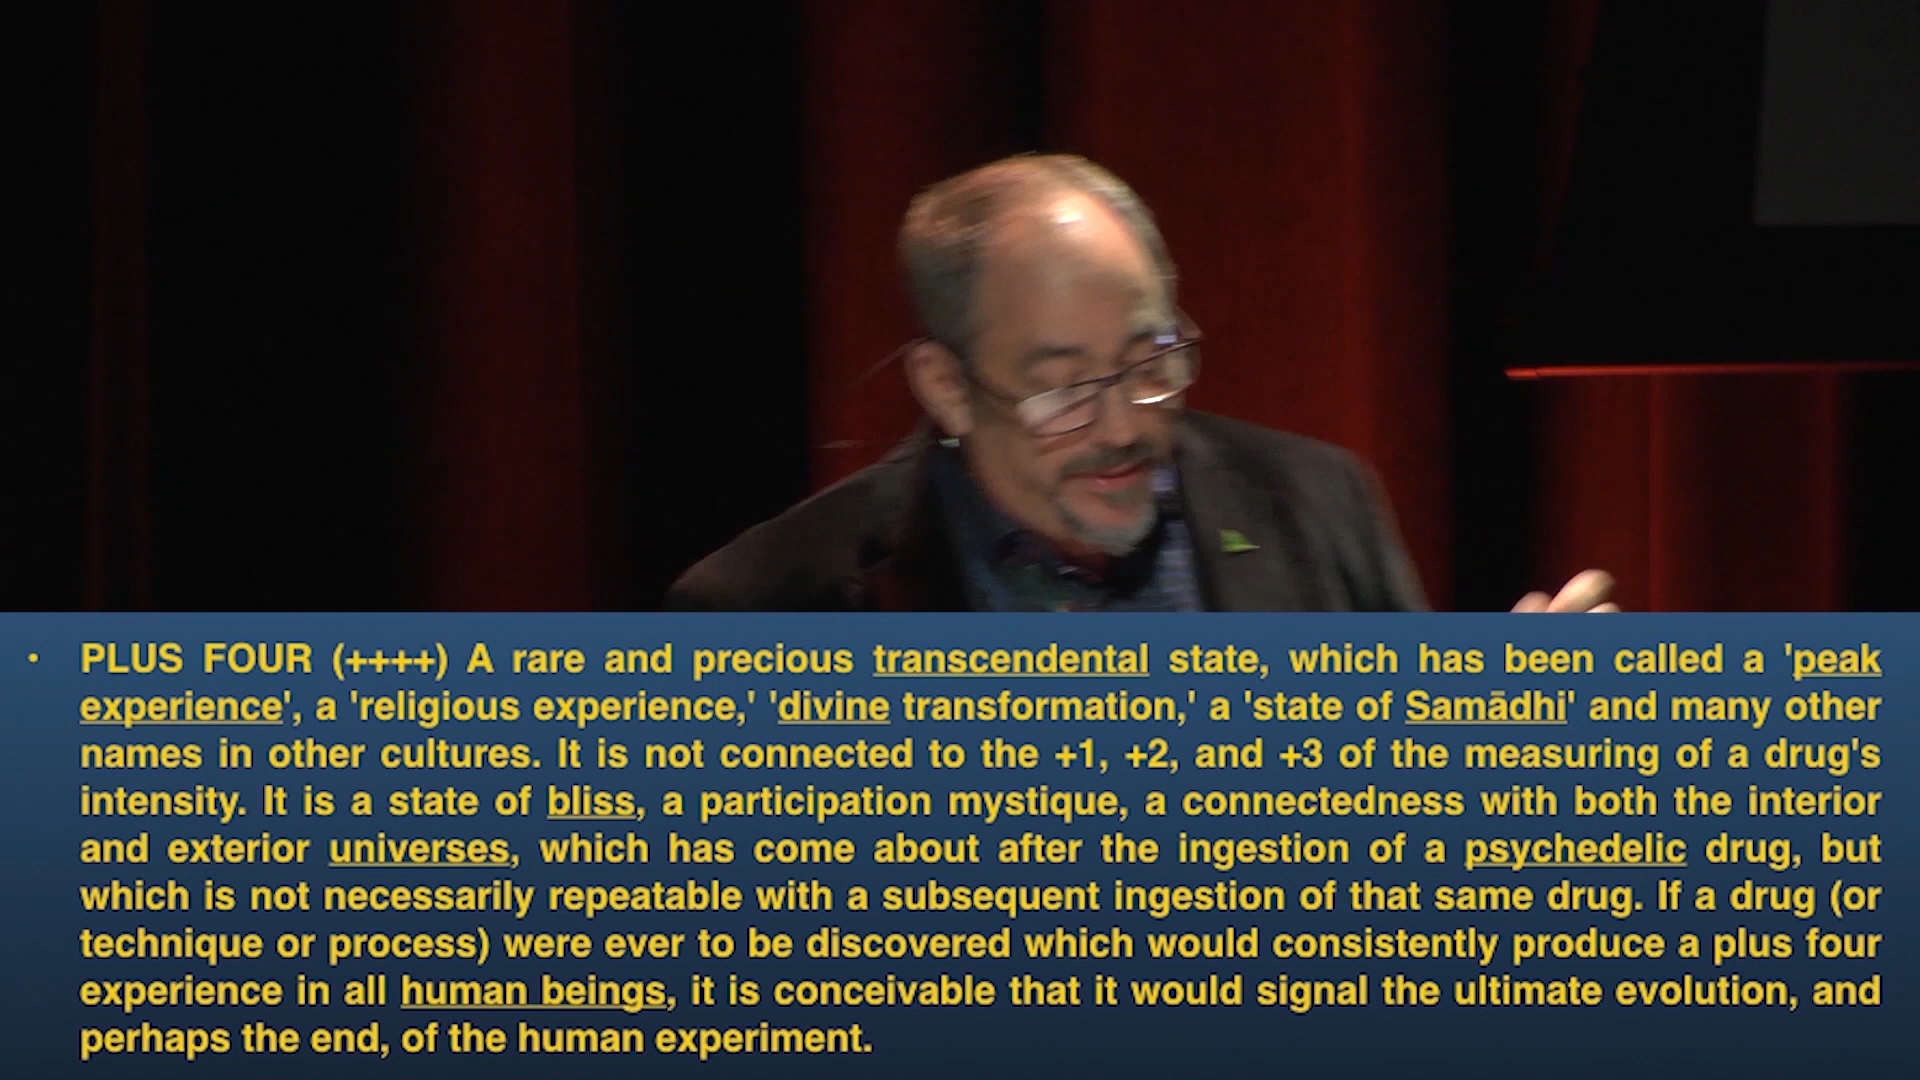 • PLUS FOUR (++++) A rare and precious transcendental state, which has been called a 'peak
experience', a 'religious experience,' 'divine transformation,' a 'state of Samādhi' and many other
names in other cultures. It is not connected to the +1, +2, and +3 of the measuring of a drug's
intensity. It is a state of bliss, a participation mystique, a connectedness with both the interior
and exterior universes, which has come about after the ingestion of a psychedelic drug, but
which is not necessarily repeatable with a subsequent ingestion of that same drug. If a drug (or
technique or process) were ever to be discovered which would consistently produce a plus four
experience in all human beings, it is conceivable that it would signal the ultimate evolution, and
perhaps the end, of the human experiment.